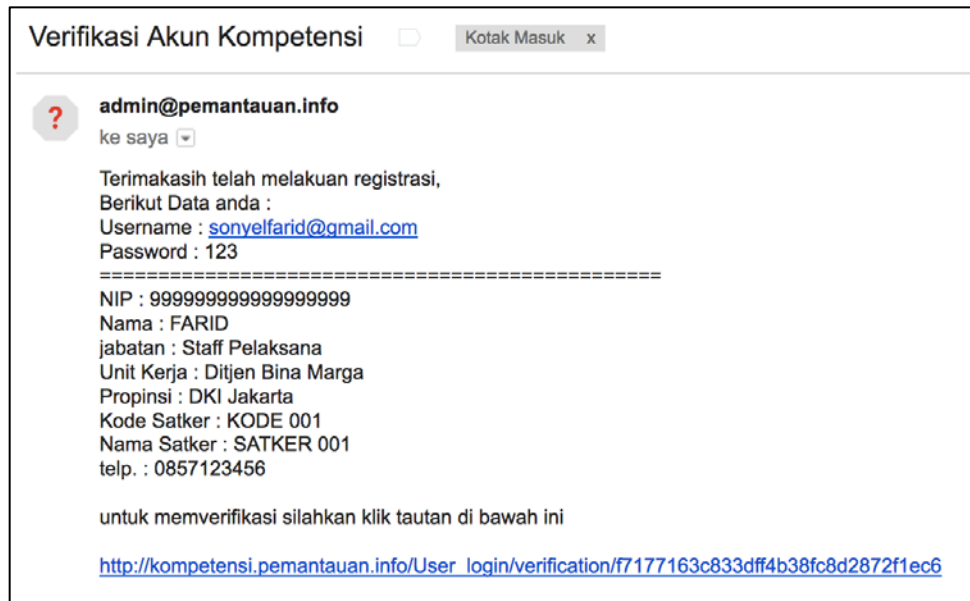 Verifikasi Akun Kompetensi Kotak Masuk x
?
admin@pemantauan.info
ke saya
Terimakasih telah melakuan registrasi,
Berikut Data anda :
Username : sonyelfarid@gmail.com
Password : 123
================================================
NIP : 999999999999999999
Nama : FARID
jabatan : Staff Pelaksana
Unit Kerja : Ditjen Bina Marga
Propinsi : DKI Jakarta
Kode Satker : KODE 001
Nama Satker : SATKER 001
telp. : 0857123456
untuk memverifikasi silahkan klik tautan di bawah ini
http://kompetensi.pemantauan.info/User_login/verification/f7177163c833dff4b38fc8d2872f1ec6